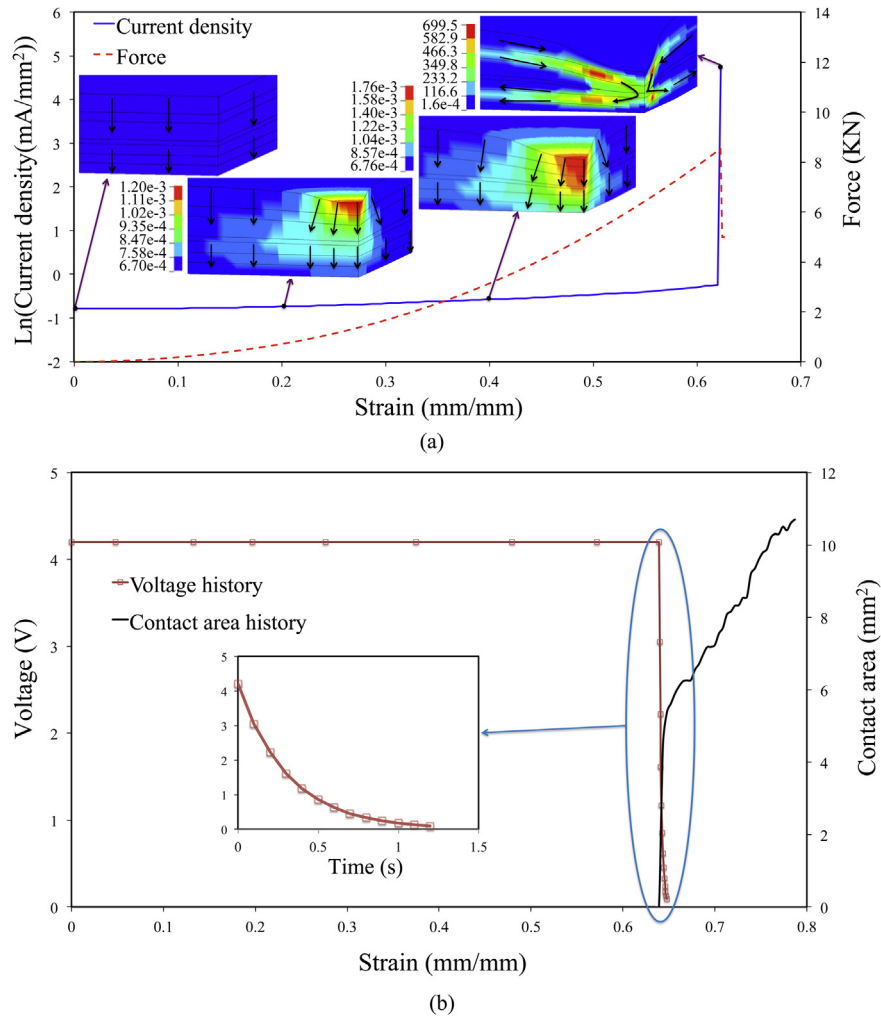 Current density
Force
Ln(Current density(mA/mm²))
6
5
4
3
2
1
0
-1
-2
0
0.1
0.2
0.3
0.4
0.5
0.6
0.7
Strain (mm/mm)
14
12
10
8
6
4
2
0
Force (KN)
1.20e-3
1.11e-3
1.02e-3
9.35e-4
8.47e-4
7.58e-4
6.70e-4
1.76e-3
1.58e-3
1.40e-3
1.22e-3
1.04e-3
8.57e-4
6.76e-4
699.5
582.9
466.3
349.8
233.2
116.6
1.6e-4
(a)
Voltage (V)
5
4
3
2
1
0
Voltage history
Contact area history
5
4
3
2
1
0
0
0.5
1
1.5
Time (s)
0
0.1
0.2
0.3
0.4
0.5
0.6
0.7
0.8
Strain (mm/mm)
12
10
8
6
4
2
0
Contact area (mm²)
(b)